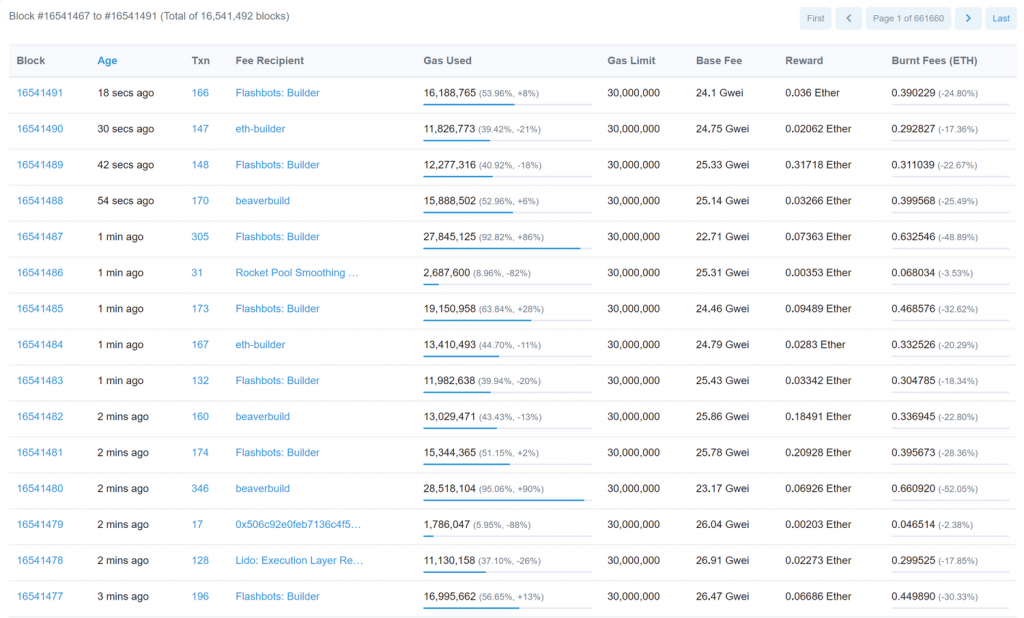 Block #16541467 to #16541491 (Total of 16,541,492 blocks) First Page 1 of 661660 Last
Block Age Txn Fee Recipient Gas Used Gas Limit Base Fee Reward Burnt Fees (ETH)
16541491 18 secs ago 166 Flashbots: Builder 16,188,765 (53.96%, +8%) 30,000,000 24.1 Gwei 0.036 Ether 0.390229 (-24.80%)
16541490 30 secs ago 147 eth-builder 11,826,773 (39.42%, -21%) 30,000,000 24.75 Gwei 0.02062 Ether 0.292827 (-17.36%)
16541489 42 secs ago 148 Flashbots: Builder 12,277,316 (40.92%, -18%) 30,000,000 25.33 Gwei 0.31718 Ether 0.311039 (-22.67%)
16541488 54 secs ago 170 beaverbuild 15,888,502 (52.96%, +6%) 30,000,000 25.14 Gwei 0.03266 Ether 0.399568 (-25.49%)
16541487 1 min ago 305 Flashbots: Builder 27,845,125 (92.82%, +86%) 30,000,000 22.71 Gwei 0.07363 Ether 0.632546 (-48.89%)
16541486 1 min ago 31 Rocket Pool Smoothing … 2,687,600 (8.96%, -82%) 30,000,000 25.31 Gwei 0.00353 Ether 0.068034 (-3.53%)
16541485 1 min ago 173 Flashbots: Builder 19,150,958 (63.84%, +28%) 30,000,000 24.46 Gwei 0.09489 Ether 0.468576 (-32.62%)
16541484 1 min ago 167 eth-builder 13,410,493 (44.70%, -11%) 30,000,000 24.79 Gwei 0.0283 Ether 0.332526 (-20.29%)
16541483 1 min ago 132 Flashbots: Builder 11,982,638 (39.94%, -20%) 30,000,000 25.43 Gwei 0.03342 Ether 0.304785 (-18.34%)
16541482 2 mins ago 160 beaverbuild 13,029,471 (43.43%, -13%) 30,000,000 25.86 Gwei 0.18491 Ether 0.336945 (-22.80%)
16541481 2 mins ago 174 Flashbots: Builder 15,344,365 (51.15%, +2%) 30,000,000 25.78 Gwei 0.20928 Ether 0.395673 (-28.36%)
16541480 2 mins ago 346 beaverbuild 28,518,104 (95.06%, +90%) 30,000,000 23.17 Gwei 0.06926 Ether 0.660920 (-52.05%)
16541479 2 mins ago 17 0x506c92e0feb7136c4f5… 1,786,047 (5.95%, -88%) 30,000,000 26.04 Gwei 0.00203 Ether 0.046514 (-2.38%)
16541478 2 mins ago 128 Lido: Execution Layer Re… 11,130,158 (37.10%, -26%) 30,000,000 26.91 Gwei 0.02273 Ether 0.299525 (-17.85%)
16541477 3 mins ago 196 Flashbots: Builder 16,995,662 (56.65%, +13%) 30,000,000 26.47 Gwei 0.06686 Ether 0.449890 (-30.33%)